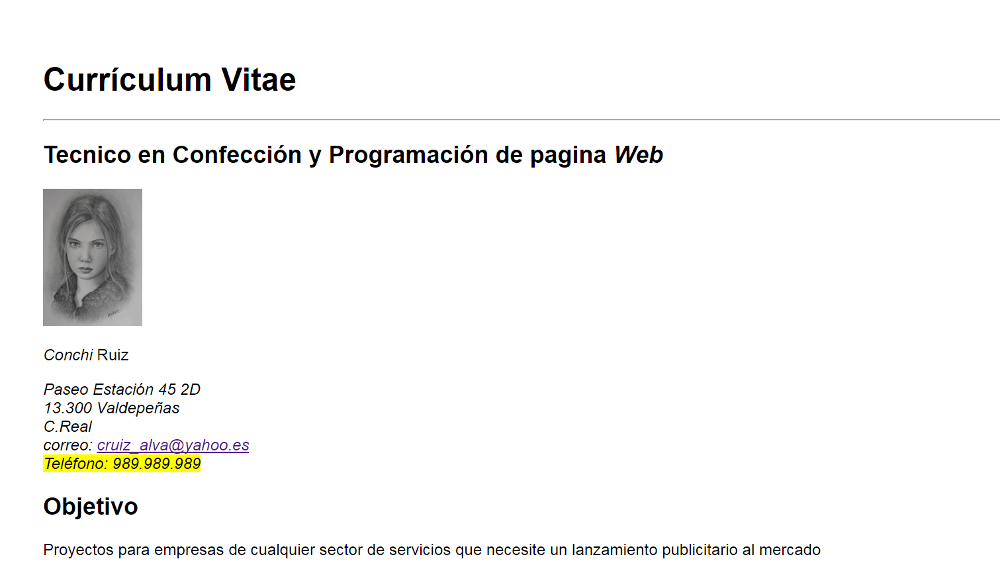 Currículum Vitae
Tecnico en Confección y Programación de pagina Web
Conchi Ruiz
Paseo Estación 45 2D
13.300 Valdepeñas
C.Real
correo: cruiz_alva@yahoo.es
Teléfono: 989.989.989
Objetivo
Proyectos para empresas de cualquier sector de servicios que necesite un lanzamiento publicitario al mercado